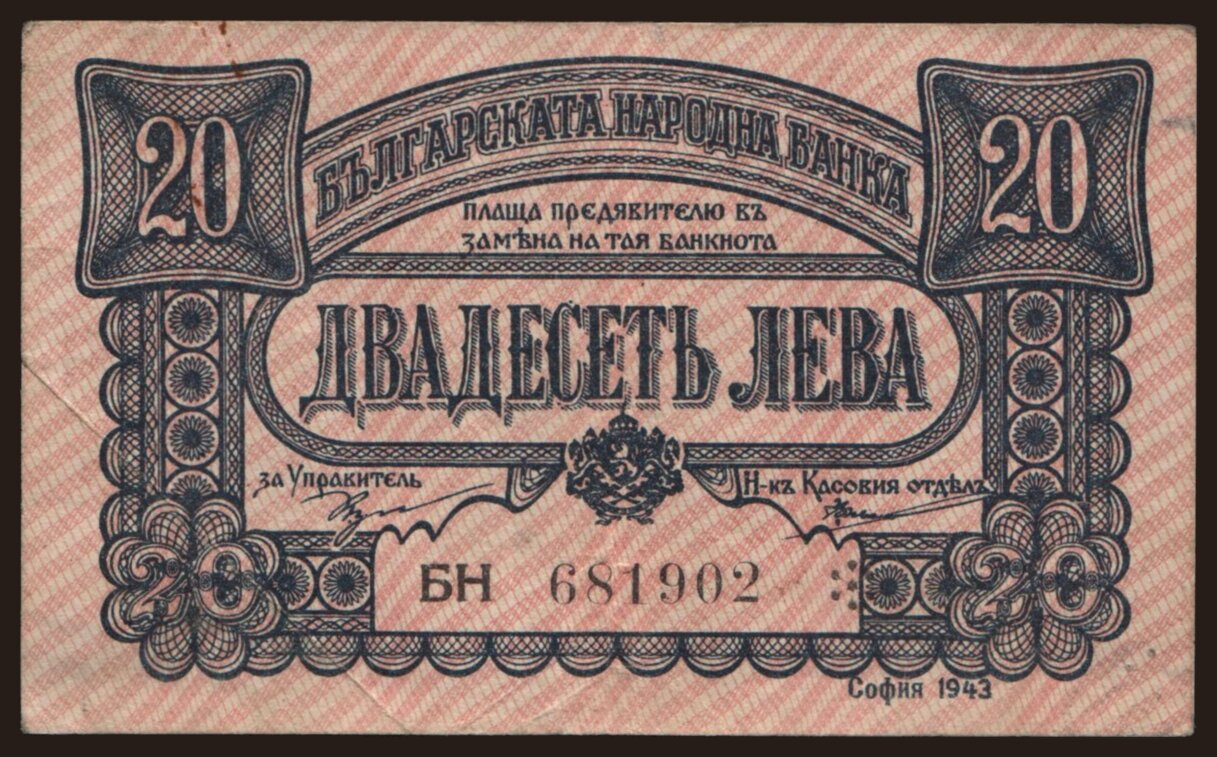 БЪЛГАРСКАТА НАРОДНА БАНКА
20 20
ПЛАЩА ПРЕДЯВИТЕЛЮ ВЪ
ЗАМѢНА НА ТАЯ БАНКНОТА
ДВАДЕСЕТЬ ЛЕВА
за Управитель
Н-къ Касовия отдѣлъ
20 20
БН 681902
София 1943